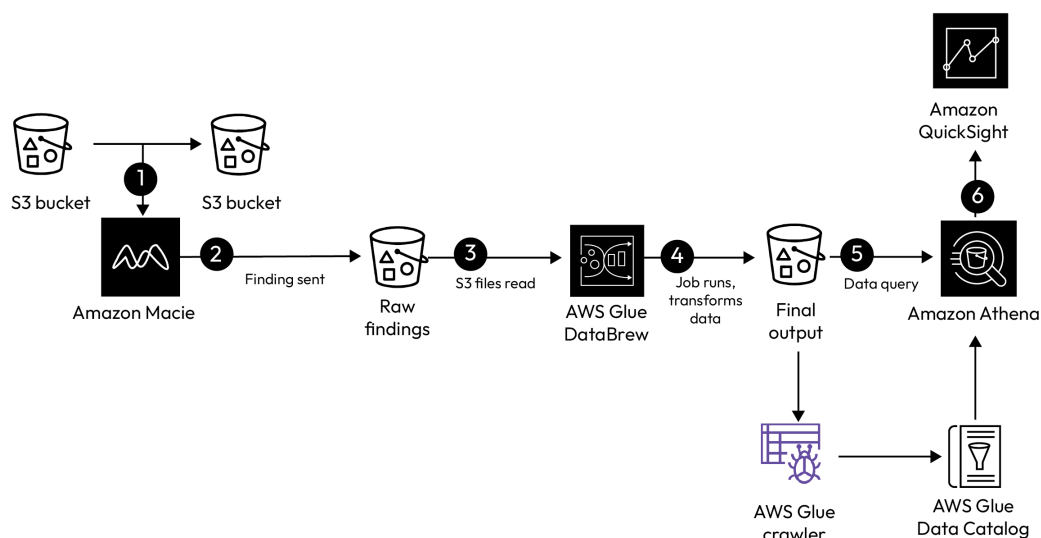 Amazon
QuickSight
S3 bucket
S3 bucket
1
6
2
Finding sent
3
S3 files read
4
Job runs,
transforms
data
5
Data query
Amazon Macie
Raw
findings
AWS Glue
DataBrew
Final
output
Amazon Athena
AWS Glue
crawler
AWS Glue
Data Catalog